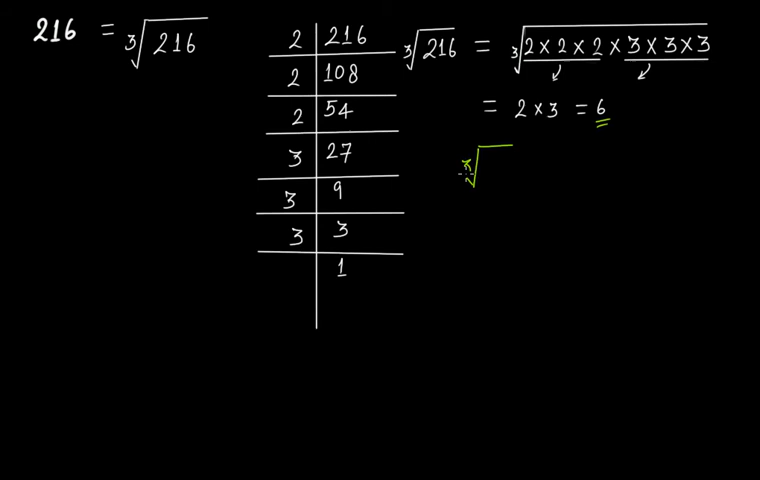 216 = ∛216
2 | 216
2 | 108
2 | 54
3 | 27
3 | 9
3 | 3
1
∛216 = ∛2 × 2 × 2 × 3 × 3 × 3
= 2 × 3 = 6
∛